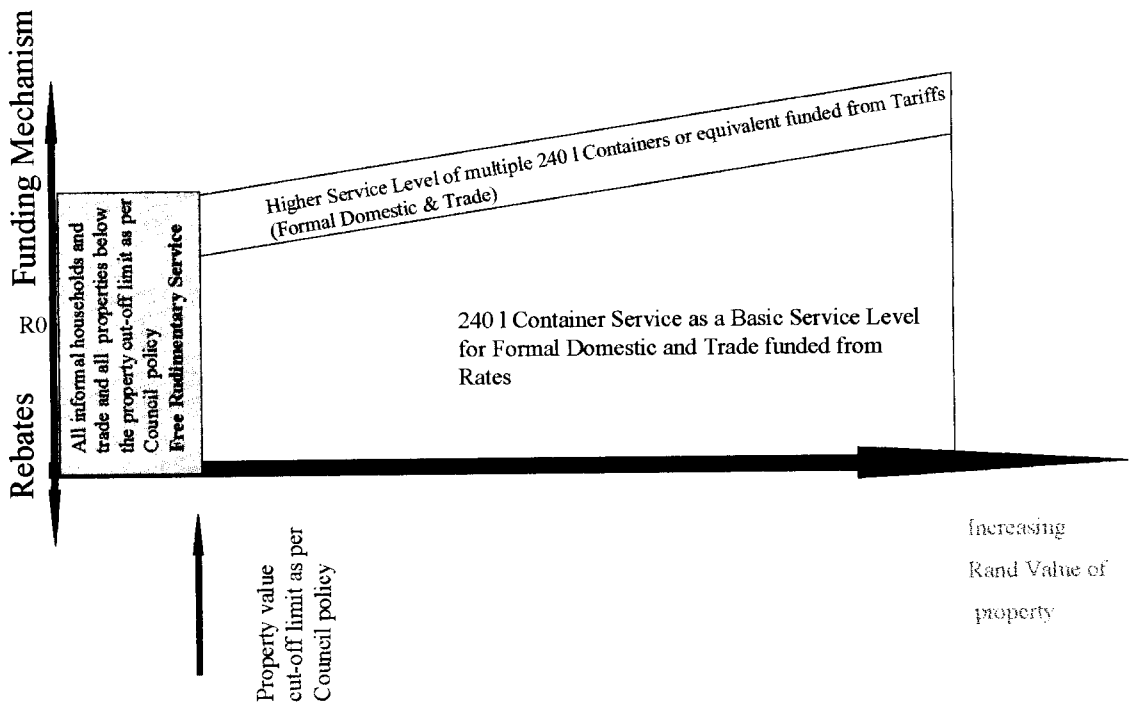 Funding Mechanism
R0
Rebates
All informal households and
trade and all properties below
the property cut-off limit as per
Council policy
Free Rudimentary Service
Higher Service Level of multiple 240 l Containers or equivalent funded from Tariffs
(Formal Domestic & Trade)
240 l Container Service as a Basic Service Level
for Formal Domestic and Trade funded from
Rates
Property value
cut-off limit as per
Council policy
Increasing
Rand Value of
property